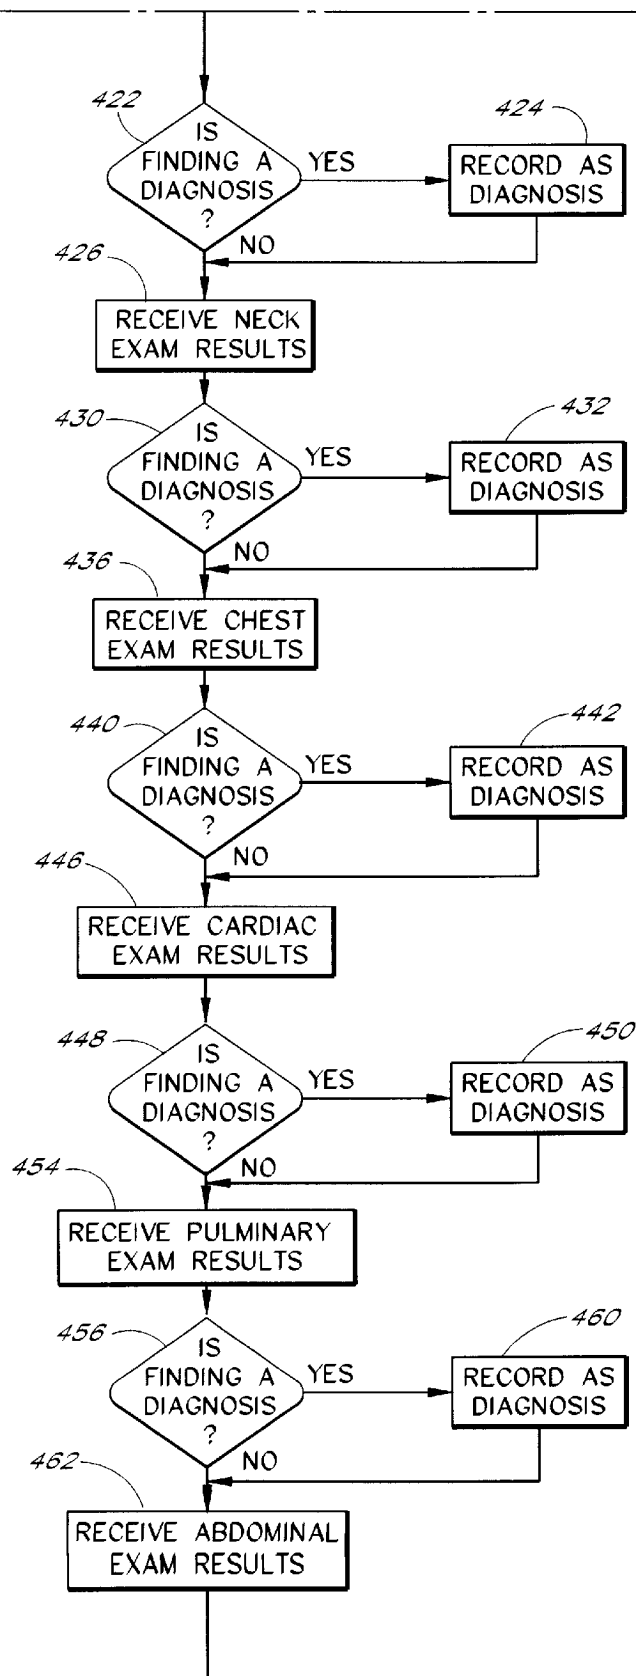 422
424
IS
FINDING A
DIAGNOSIS
?
YES
RECORD AS
DIAGNOSIS
NO
426
RECEIVE NECK
EXAM RESULTS
430
432
IS
FINDING A
DIAGNOSIS
?
YES
RECORD AS
DIAGNOSIS
NO
436
RECEIVE CHEST
EXAM RESULTS
440
442
IS
FINDING A
DIAGNOSIS
?
YES
RECORD AS
DIAGNOSIS
NO
446
RECEIVE CARDIAC
EXAM RESULTS
448
450
IS
FINDING A
DIAGNOSIS
?
YES
RECORD AS
DIAGNOSIS
NO
454
RECEIVE PULMINARY
EXAM RESULTS
456
460
IS
FINDING A
DIAGNOSIS
?
YES
RECORD AS
DIAGNOSIS
NO
462
RECEIVE ABDOMINAL
EXAM RESULTS